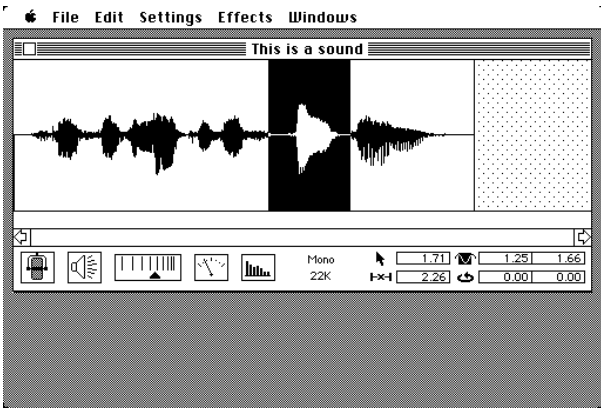 File Edit Settings Effects Windows
This is a sound
Mono 1.71 1.25 1.66
22K 2.26 0.00 0.00